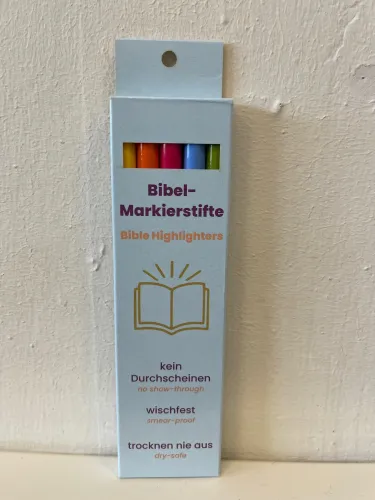 Bibel-
Markierstifte
Bible Highlighters
kein
Durchscheinen
no show-through
wischfest
smear-proof
trocknen nie aus
dry-safe